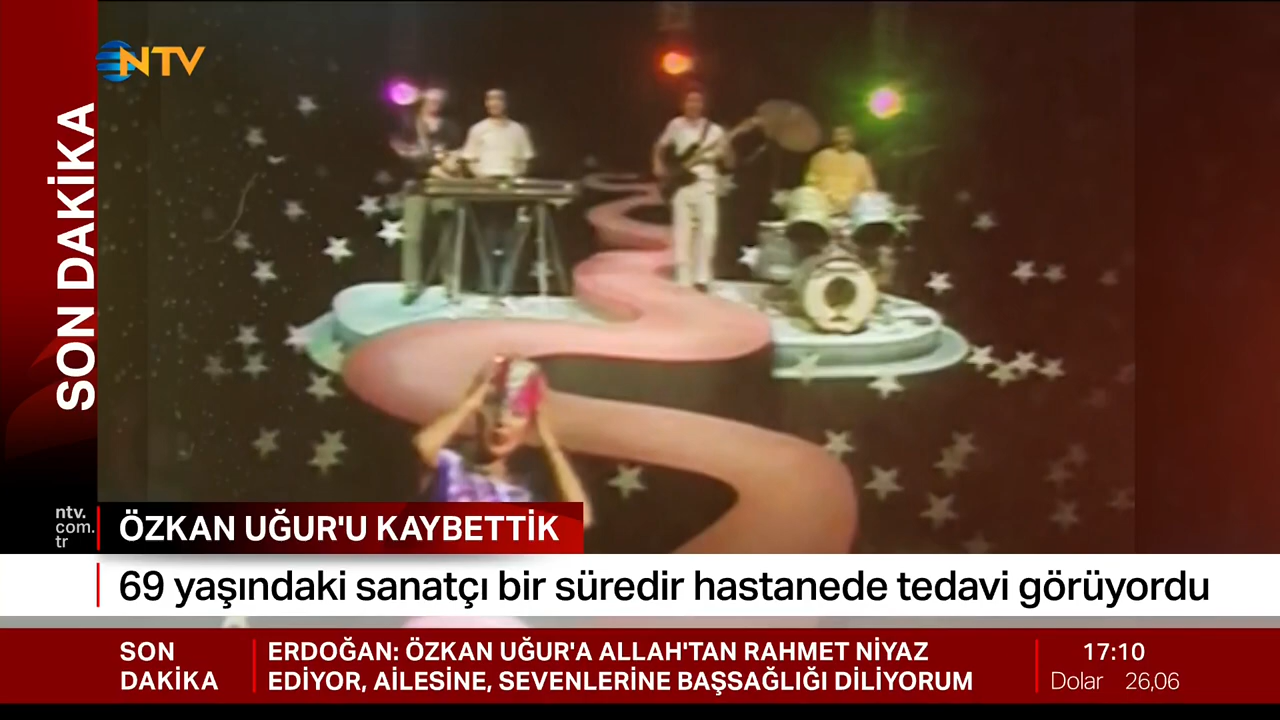 NTV
SON DAKİKA
ntv.
com.
tr
ÖZKAN UĞUR'U KAYBETTİK
69 yaşındaki sanatçı bir süredir hastanede tedavi görüyordu
SON
DAKİKA
ERDOĞAN: ÖZKAN UĞUR'A ALLAH'TAN RAHMET NİYAZ
EDİYOR, AİLESİNE, SEVENLERİNE BAŞSAĞLIĞI DİLİYORUM
17:10
Dolar 26,06